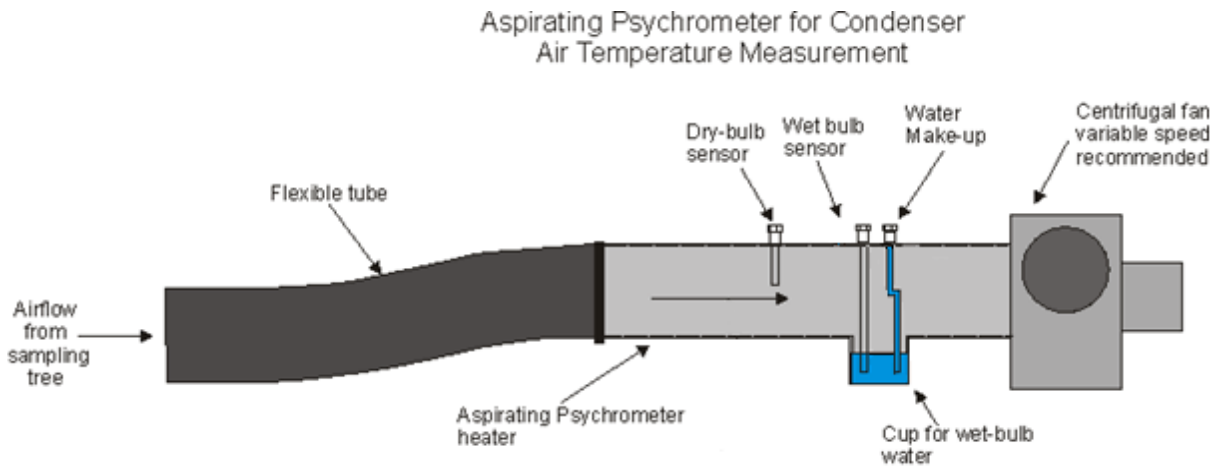 Aspirating Psychrometer for Condenser
Air Temperature Measurement
Dry-bulb
sensor
Wet bulb
sensor
Water
Make-up
Centrifugal fan
variable speed
recommended
Flexible tube
Airflow
from
sampling
tree
Aspirating Psychrometer
heater
Cup for wet-bulb
water